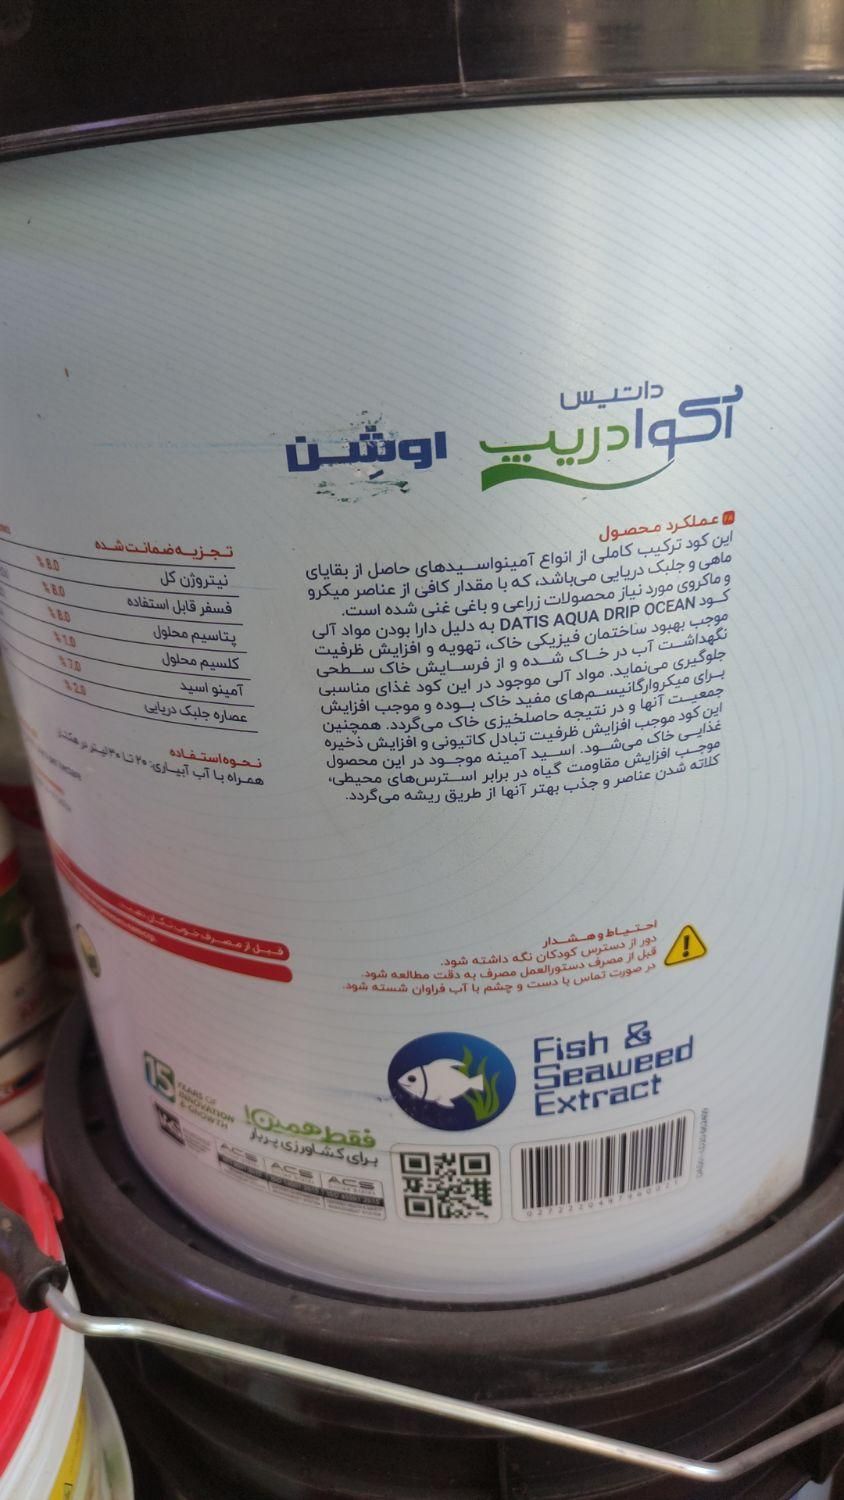 داتیس
آکوادریپ
اوشن
عملکرد محصول
این کود ترکیب کاملی از انواع آمینواسیدهای حاصل از بقایای
ماهی و جلبک دریایی می‌باشد، که با مقدار کافی از عناصر میکرو
و ماکروی مورد نیاز محصولات زراعی و باغی غنی شده است.
کود DATIS AQUA DRIP OCEAN به دلیل دارا بودن مواد آلی
موجب بهبود ساختمان فیزیکی خاک، تهویه و افزایش ظرفیت
نگهداشت آب در خاک شده و از فرسایش خاک سطحی
جلوگیری می‌نماید. مواد آلی موجود در این کود غذای مناسبی
برای میکروارگانیسم‌های مفید خاک بوده و موجب افزایش
جمعیت آنها و در نتیجه حاصلخیزی خاک می‌گردد. همچنین
این کود موجب افزایش ظرفیت تبادل کاتیونی و افزایش ذخیره
غذایی خاک می‌شود. اسید آمینه موجود در این محصول
موجب افزایش مقاومت گیاه در برابر استرس‌های محیطی،
کلاته شدن عناصر و جذب بهتر آنها از طریق ریشه می‌گردد.
تجزیه ضمانت شده
نیتروژن کل % 8.0
فسفر قابل استفاده % 8.0
پتاسیم محلول % 8.0
کلسیم محلول % 1.0
آمینو اسید % 7.0
عصاره جلبک دریایی % 2.0
نحوه استفاده
همراه با آب آبیاری: ۲۰ تا ۳۰ لیتر در هکتار
قبل از مصرف خوب تکان دهید.
احتیاط و هشدار
دور از دسترس کودکان نگه داشته شود.
قبل از مصرف دستورالعمل مصرف به دقت مطالعه شود.
در صورت تماس با دست و چشم با آب فراوان شسته شود.
Fish &
Seaweed
Extract
15 YEARS OF
INNOVATION
& GROWTH
فقط همین!
برای کشاورزی پربار
ACS ACS ACS